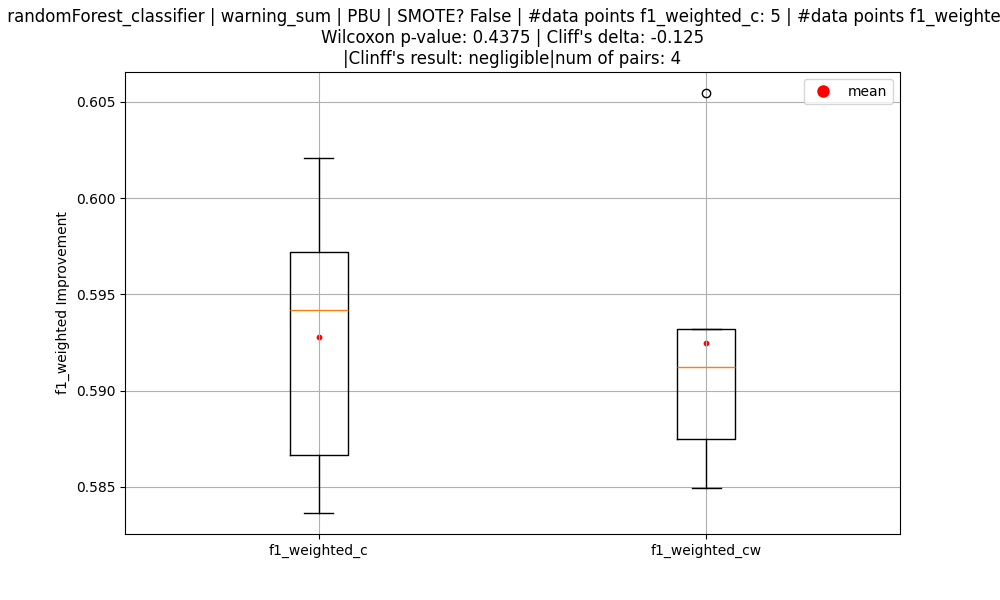 randomForest_classifier | warning_sum | PBU | SMOTE? False | #data points f1_weighted_c: 5 | #data points f1_weighte
Wilcoxon p-value: 0.4375 | Cliff's delta: -0.125
|Clinff's result: negligible|num of pairs: 4
mean
0.605
0.600
0.595
0.590
0.585
f1_weighted Improvement
f1_weighted_c
f1_weighted_cw